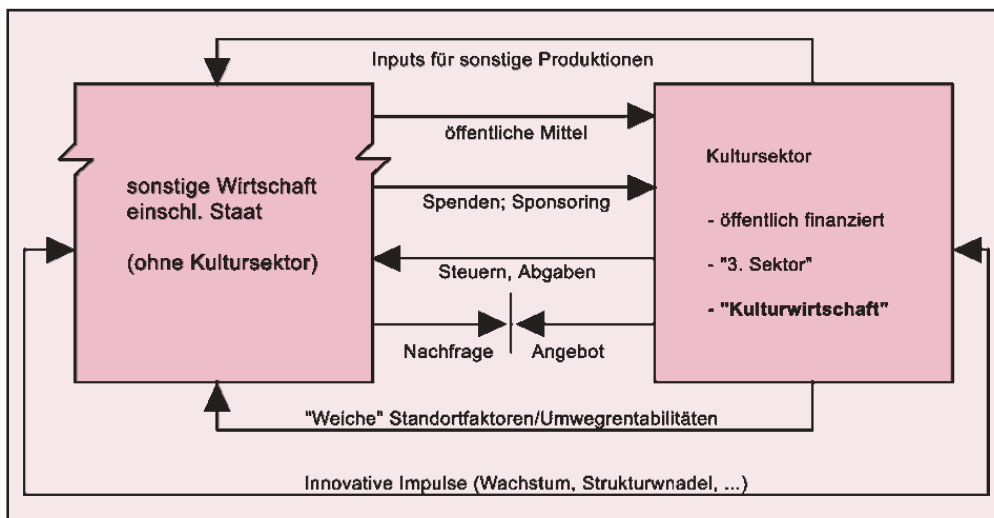 Inputs für sonstige Produktionen
öffentliche Mittel
Spenden; Sponsoring
Steuern, Abgaben
Nachfrage
Angebot
sonstige Wirtschaft
einschl. Staat
(ohne Kultursektor)
Kultursektor
- öffentlich finanziert
- "3. Sektor"
- "Kulturwirtschaft"
"Weiche" Standortfaktoren/Umwegrentabilitäten
Innovative Impulse (Wachstum, Strukturwnadel, ...)